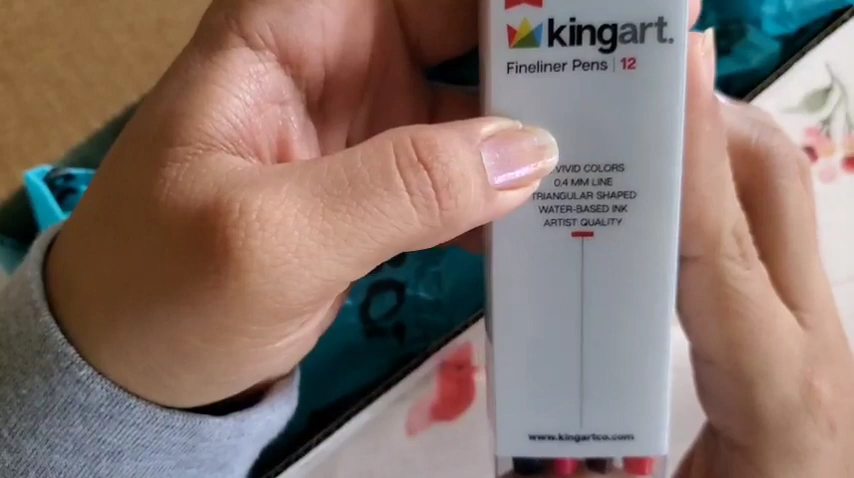 kingart.
Fineliner Pens | 12
VIVID COLORS
0.4 MM LINE
TRIANGULAR SHAPED
WATER-BASED INK
ARTIST QUALITY
www.kingartco.com